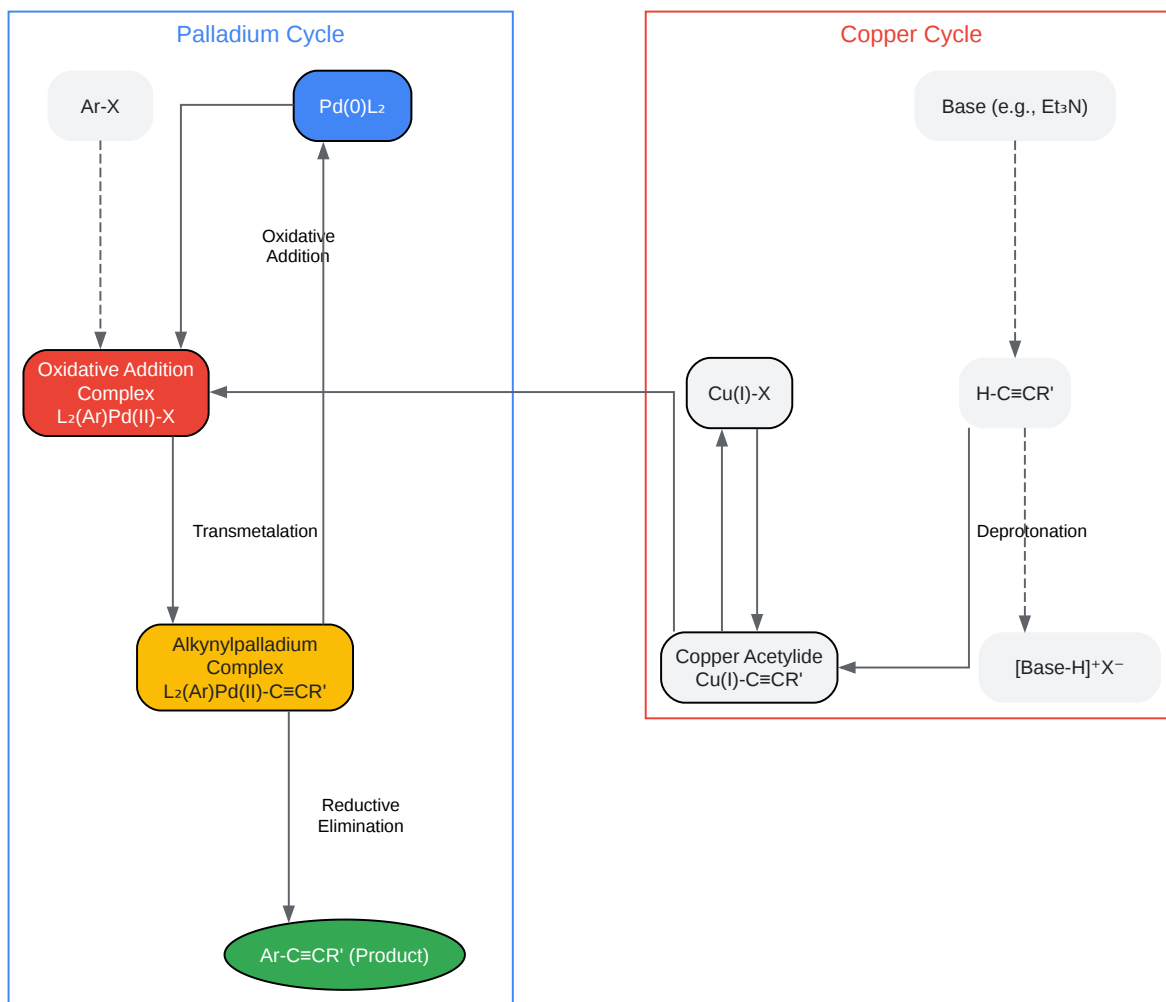 Palladium Cycle
Copper Cycle
Ar-X
Pd(0)L₂
Base (e.g., Et₃N)
Oxidative
Addition
Oxidative Addition
Complex
L₂(Ar)Pd(II)-X
Cu(I)-X
H-C≡CR'
Transmetalation
Deprotonation
Alkynylpalladium
Complex
L₂(Ar)Pd(II)-C≡CR'
Copper Acetylide
Cu(I)-C≡CR'
[Base-H]⁺X⁻
Reductive
Elimination
Ar-C≡CR' (Product)